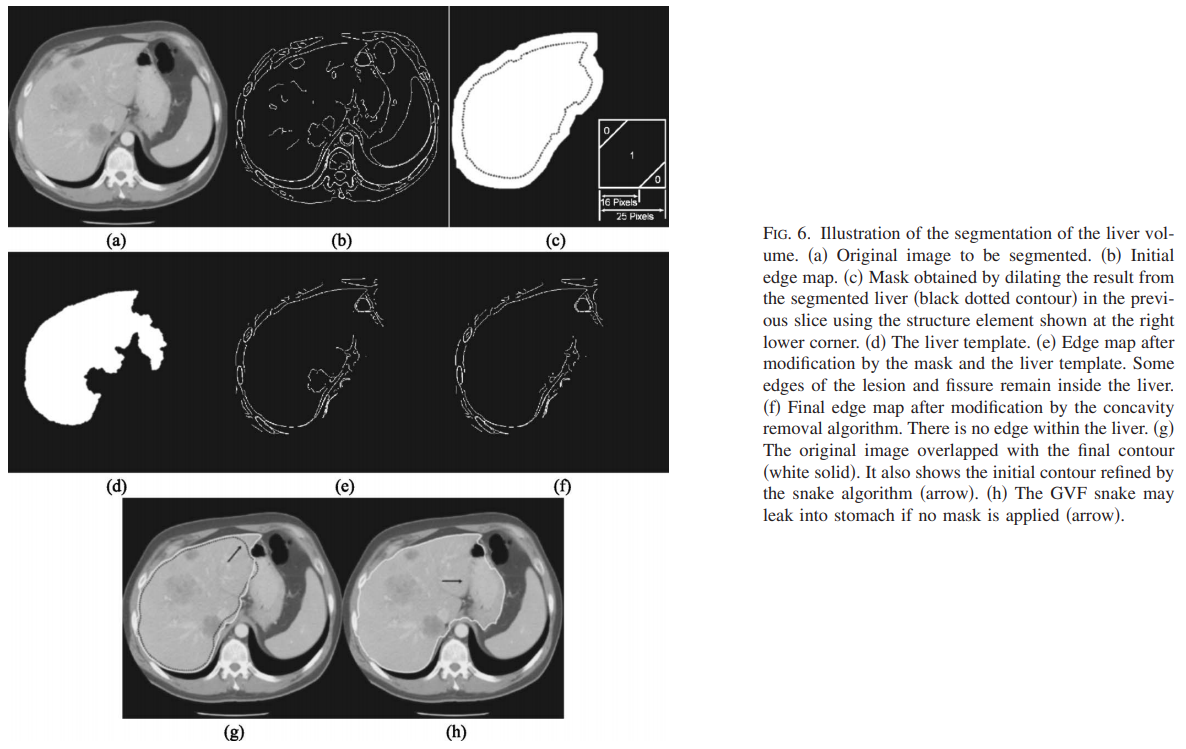 0
1
0
16 Pixels
25 Pixels
(a)
(b)
(c)
(d)
(e)
(f)
(g)
(h)
FIG. 6. Illustration of the segmentation of the liver vol-
ume. (a) Original image to be segmented. (b) Initial
edge map. (c) Mask obtained by dilating the result from
the segmented liver (black dotted contour) in the previ-
ous slice using the structure element shown at the right
lower corner. (d) The liver template. (e) Edge map after
modification by the mask and the liver template. Some
edges of the lesion and fissure remain inside the liver.
(f) Final edge map after modification by the concavity
removal algorithm. There is no edge within the liver. (g)
The original image overlapped with the final contour
(white solid). It also shows the initial contour refined by
the snake algorithm (arrow). (h) The GVF snake may
leak into stomach if no mask is applied (arrow).